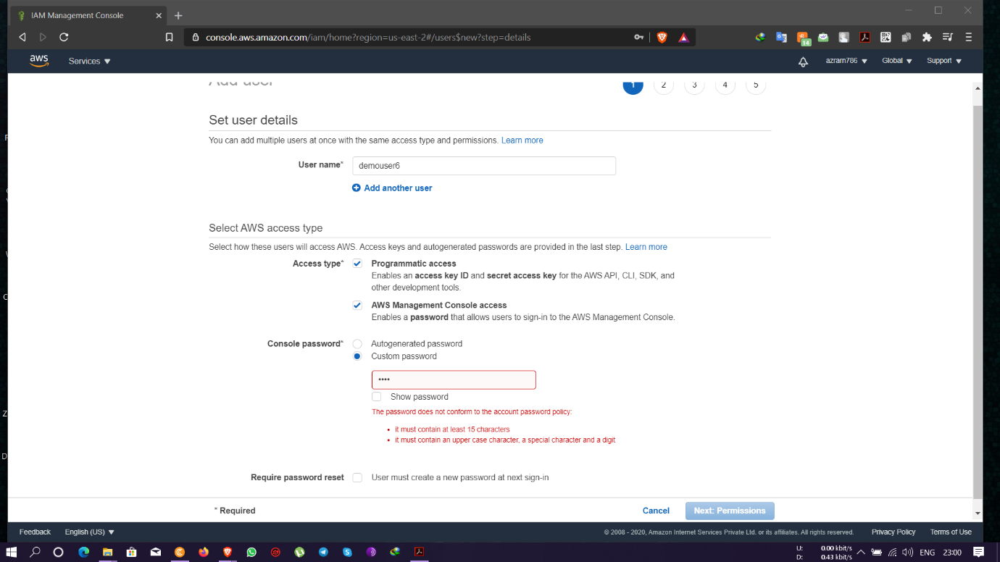 IAM Management Console
console.aws.amazon.com/iam/home?region=us-east-2#/users$new?step=details
14
aws
Services
azram786
Global
Support
Add user
1
2
3
4
5
Set user details
You can add multiple users at once with the same access type and permissions. Learn more
User name*
demouser6
Add another user
Select AWS access type
Select how these users will access AWS. Access keys and autogenerated passwords are provided in the last step. Learn more
Access type*
Programmatic access
Enables an access key ID and secret access key for the AWS API, CLI, SDK, and
other development tools.
AWS Management Console access
Enables a password that allows users to sign-in to the AWS Management Console.
Console password*
Autogenerated password
Custom password
••••
Show password
The password does not conform to the account password policy:
• it must contain at least 15 characters
• it must contain an upper case character, a special character and a digit
Require password reset
User must create a new password at next sign-in
* Required
Cancel
Next: Permissions
Feedback
English (US)
© 2008 - 2020, Amazon Internet Services Private Ltd. or its affiliates. All rights reserved.
Privacy Policy
Terms of Use
U: 0.00 kbit/s
D: 0.43 kbit/s
ENG
23:00